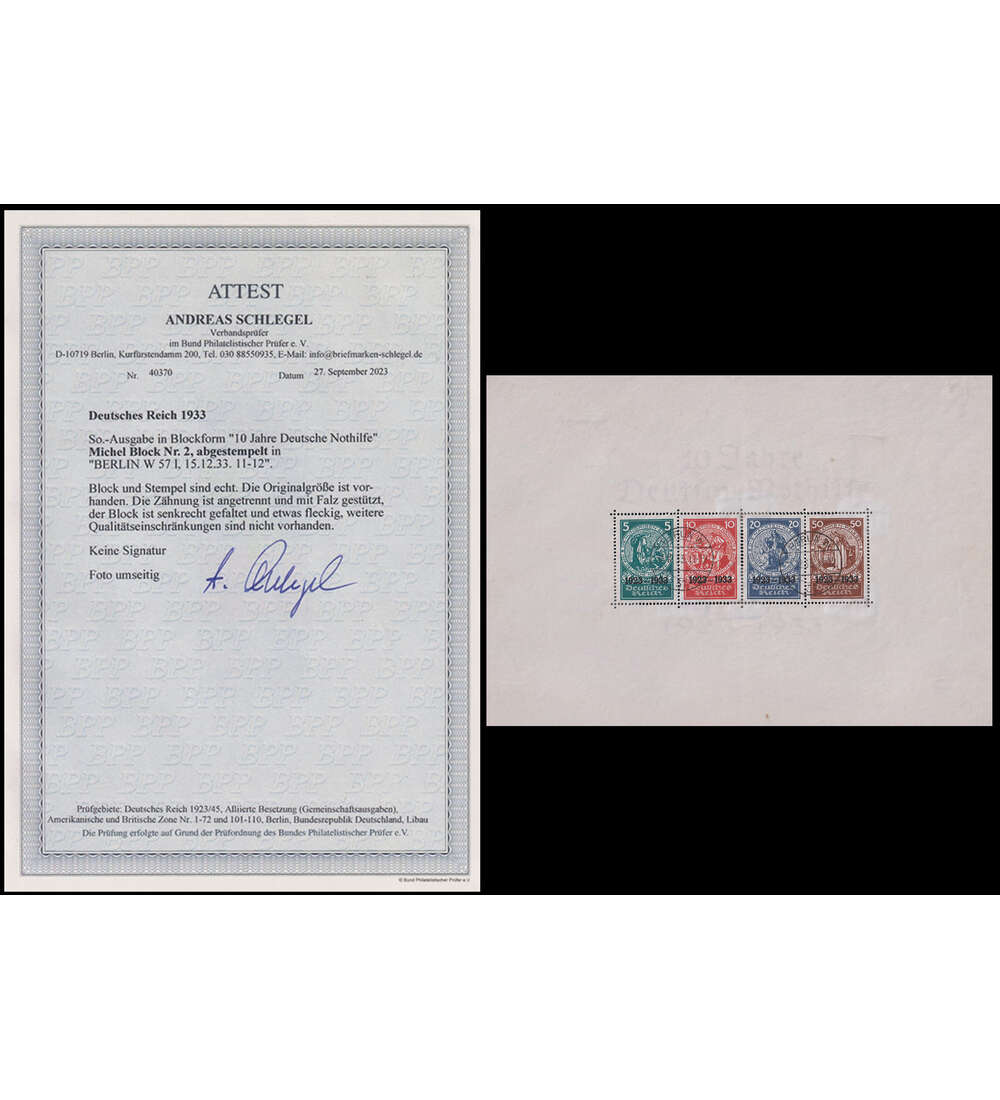 ATTEST
ANDREAS SCHLEGEL
Verbandsprüfer
im Bund Philatelistischer Prüfer e. V.
D-10719 Berlin, Kurfürstendamm 200, Tel. 030 88550935, E-Mail: info@briefmarken-schlegel.de
Nr. 40370 Datum 27. September 2023
Deutsches Reich 1933
So.-Ausgabe in Blockform "10 Jahre Deutsche Nothilfe"
Michel Block Nr. 2, abgestempelt in
"BERLIN W 57 l, 15.12.33. 11-12".
Block und Stempel sind echt. Die Originalgröße ist vor-
handen. Die Zähnung ist angetrennt und mit Falz gestützt,
der Block ist senkrecht gefaltet und etwas fleckig, weitere
Qualitätseinschränkungen sind nicht vorhanden.
Keine Signatur
Foto umseitig
A. Schlegel
Prüfgebiete: Deutsches Reich 1923/45, Alliierte Besetzung (Gemeinschaftsausgaben),
Amerikanische und Britische Zone Nr. 1-72 und 101-110, Berlin, Bundesrepublik Deutschland, Libau
Die Prüfung erfolgte auf Grund der Prüfordnung des Bundes Philatelistischer Prüfer e.V.
© Bund Philatelistischer Prüfer e.V.
10 Jahre
Deutsche Nothilfe
5 5 10 10 20 20 50 50
1923-1933 1923-1933 1923-1933 1923-1933
Deutsches Deutsches Deutsches Deutsches
Reich Reich Reich Reich